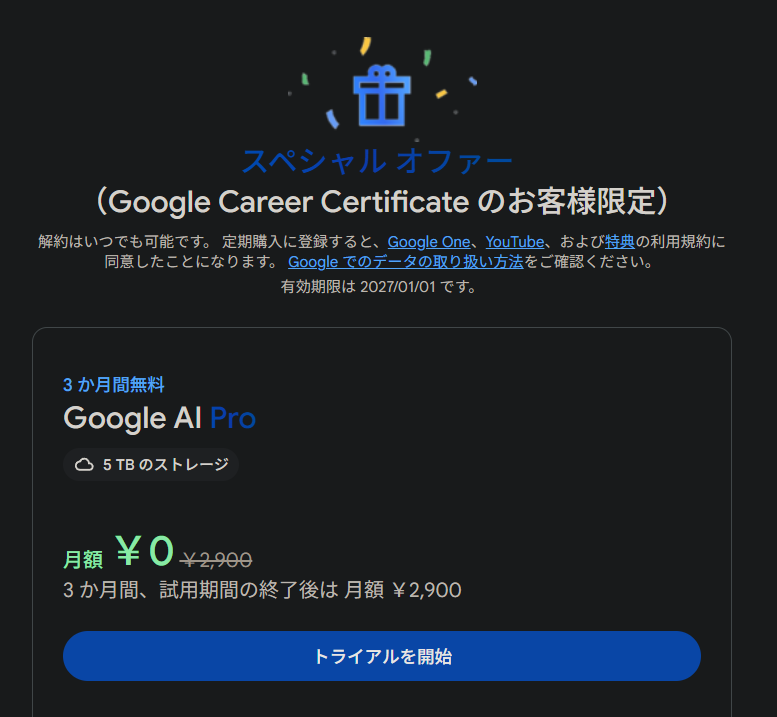 スペシャル オファー
（Google Career Certificate のお客様限定）
解約はいつでも可能です。 定期購入に登録すると、Google One、YouTube、および特典の利用規約に
同意したことになります。 Google でのデータの取り扱い方法をご確認ください。
有効期限は 2027/01/01 です。
3 か月間無料
Google AI Pro
5 TB のストレージ
月額 ￥0 ￥2,900
3 か月間、試用期間の終了後は 月額 ￥2,900
トライアルを開始